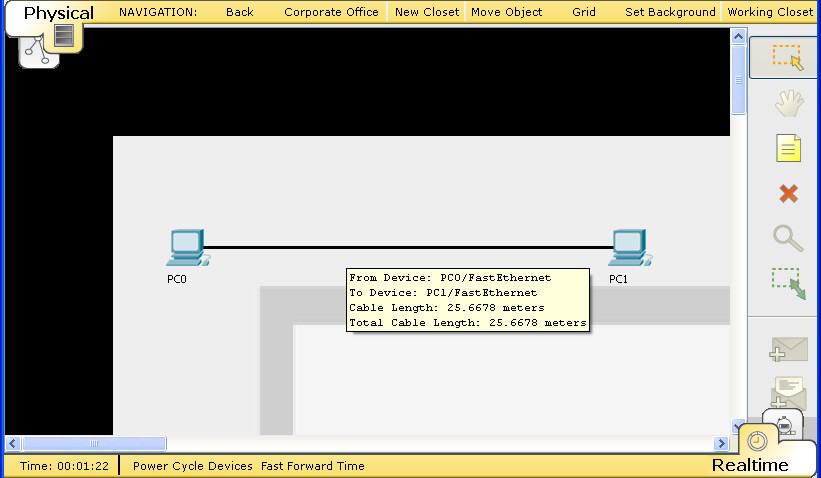 Physical
NAVIGATION: Back Corporate Office New Closet Move Object Grid Set Background Working Closet
PC0
PC1
From Device: PC0/FastEthernet
To Device: PC1/FastEthernet
Cable Length: 25.6678 meters
Total Cable Length: 25.6678 meters
Time: 00:01:22 Power Cycle Devices Fast Forward Time
Realtime